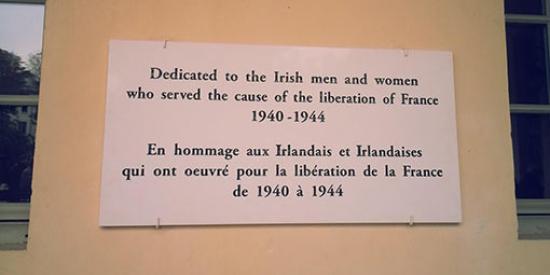 Dedicated to the Irish men and women
who served the cause of the liberation of France
1940-1944
En hommage aux Irlandais et Irlandaises
qui ont oeuvré pour la libération de la France
de 1940 à 1944